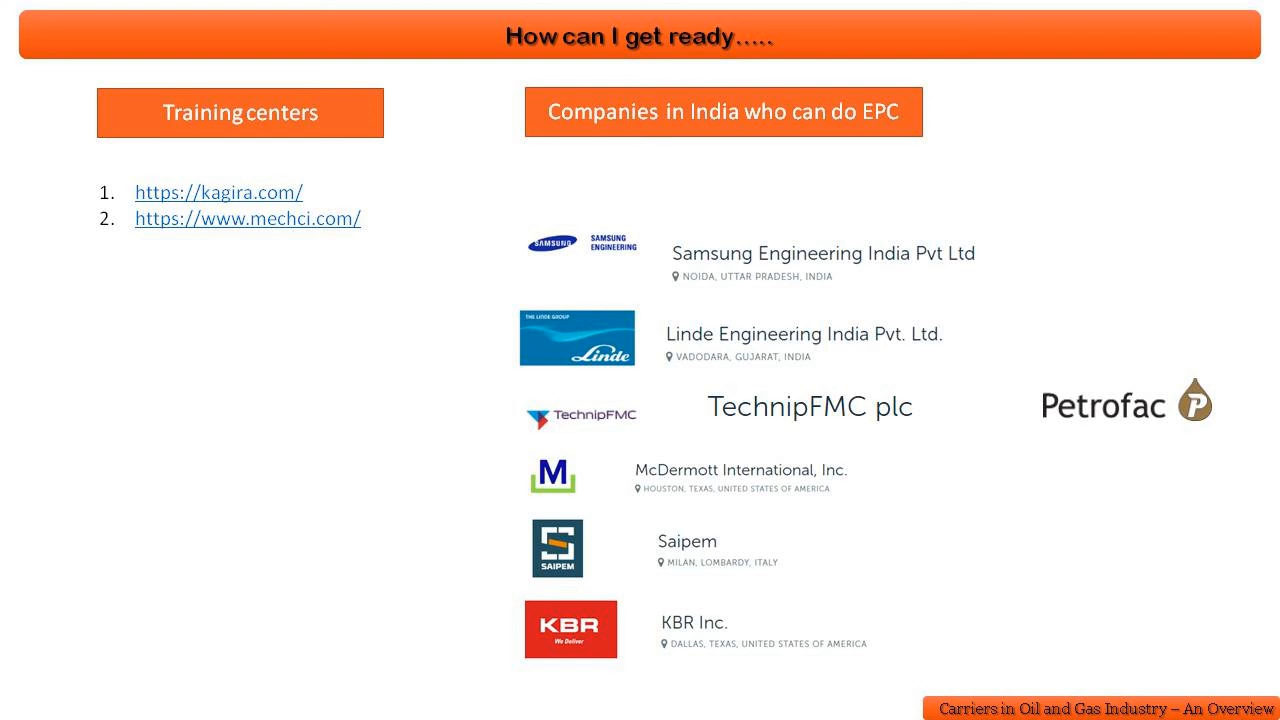 How can I get ready.....
Training centers
Companies in India who can do EPC
1. https://kagira.com/
2. https://www.mechci.com/
SAMSUNG
SAMSUNG
ENGINEERING
Samsung Engineering India Pvt Ltd
NOIDA, UTTAR PRADESH, INDIA
THE LINDE GROUP
Linde
Linde Engineering India Pvt. Ltd.
VADODARA, GUJARAT, INDIA
TechnipFMC
TechnipFMC plc
Petrofac P
M
McDermott International, Inc.
HOUSTON, TEXAS, UNITED STATES OF AMERICA
S
SAIPEM
Saipem
MILAN, LOMBARDY, ITALY
KBR
We Deliver
KBR Inc.
DALLAS, TEXAS, UNITED STATES OF AMERICA
Carriers in Oil and Gas Industry – An Overview